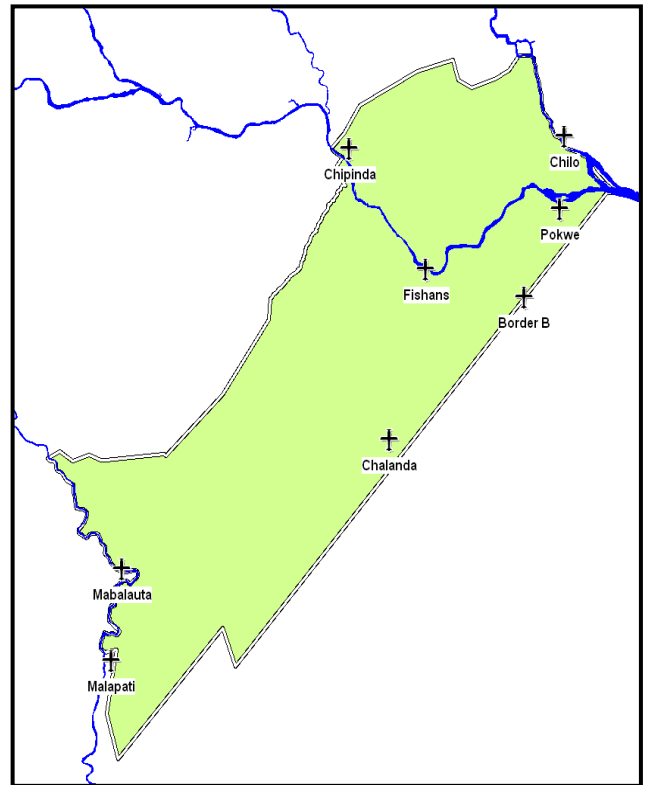 Chilo
Chipinda
Pokwe
Fishans
Border B
Chalanda
Mabalauta
Malapati